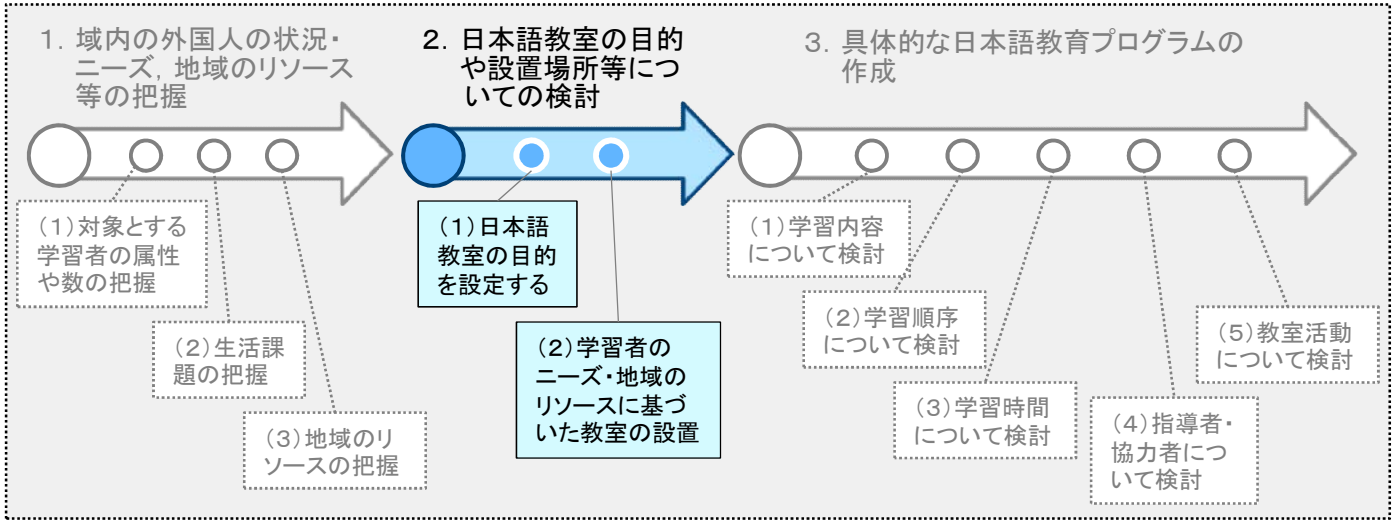 1．域内の外国人の状況・
ニーズ，地域のリソース
等の把握
（1）対象とする
学習者の属性
や数の把握
（2）生活課
題の把握
（3）地域のリ
ソースの把握
2．日本語教室の目的
や設置場所等につ
いての検討
（1）日本語
教室の目的
を設定する
（2）学習者の
ニーズ・地域の
リソースに基づ
いた教室の設置
3．具体的な日本語教育プログラムの
作成
（1）学習内容
について検討
（2）学習順序
について検討
（3）学習時間
について検討
（4）指導者・
協力者につ
いて検討
（5）教室活動
について検討